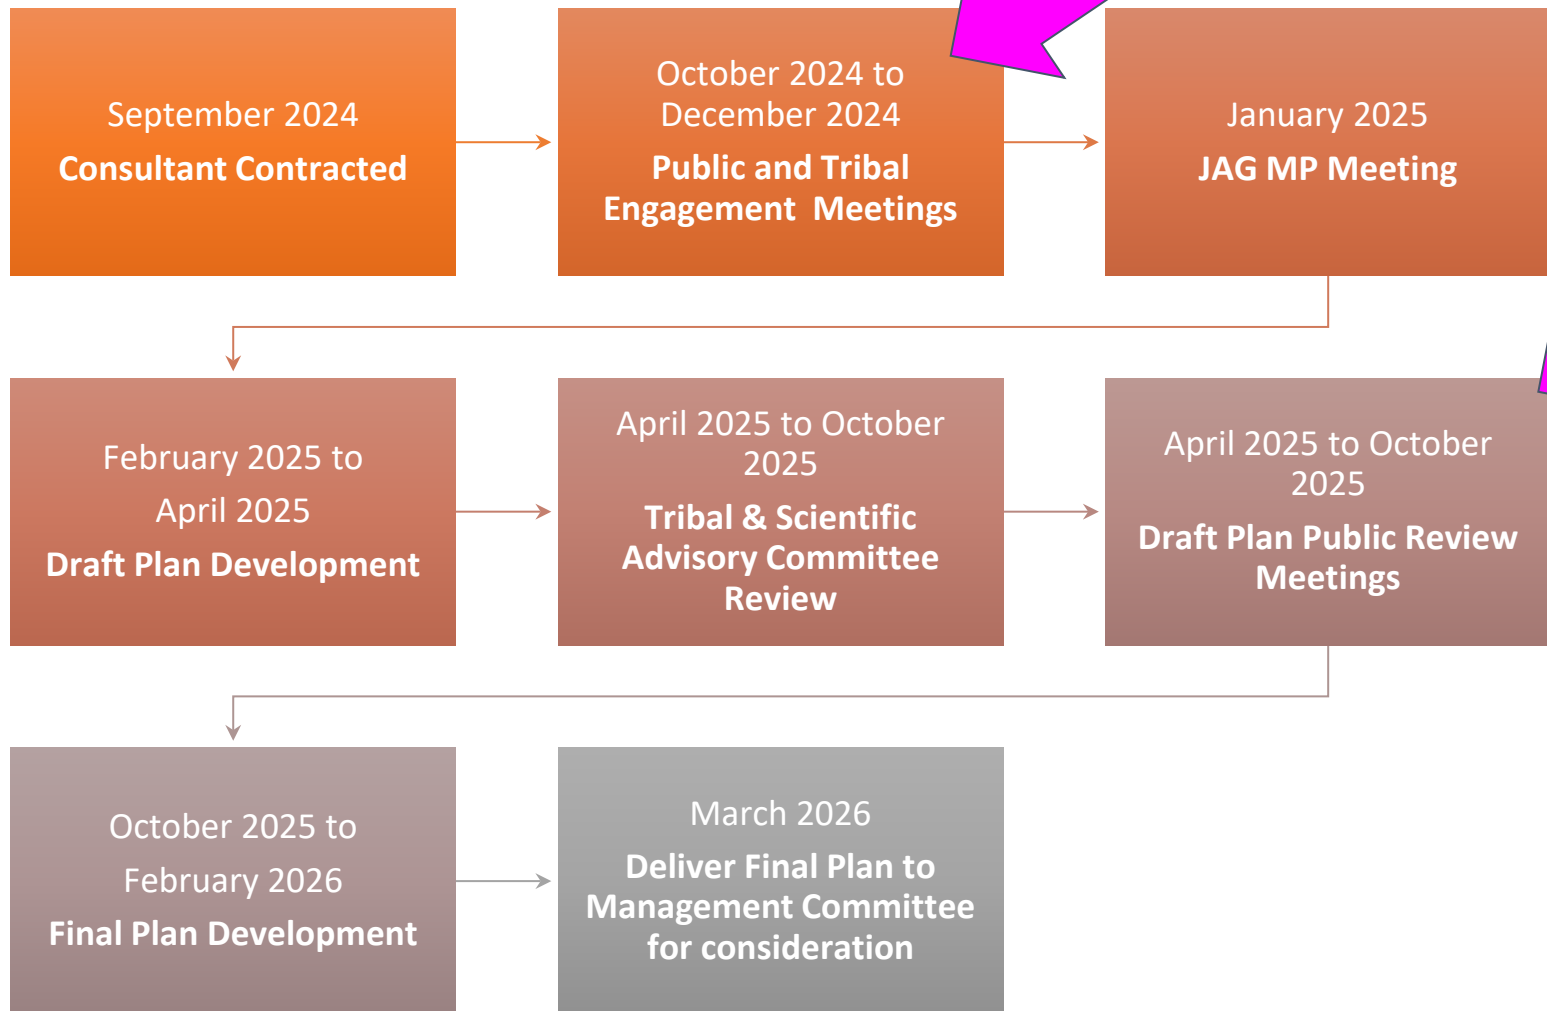 September 2024
Consultant Contracted
October 2024 to
December 2024
Public and Tribal
Engagement  Meetings
January 2025
JAG MP Meeting
February 2025 to
April 2025
Draft Plan Development
April 2025 to October
2025
Tribal & Scientific
Advisory Committee
Review
April 2025 to October
2025
Draft Plan Public Review
Meetings
October 2025 to
February 2026
Final Plan Development
March 2026
Deliver Final Plan to
Management Committee
for consideration